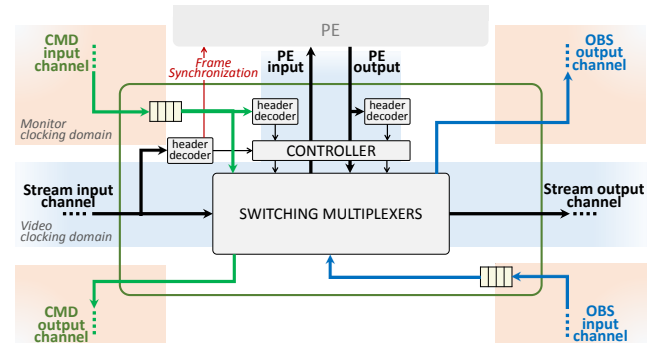 PE
CMD
input
channel
Frame
Synchronization
PE
input
PE
output
OBS
output
channel
header
decoder
header
decoder
Monitor
clocking domain
header
decoder
CONTROLLER
Stream input
channel
SWITCHING MULTIPLEXERS
Stream output
channel
Video
clocking domain
CMD
output
channel
OBS
input
channel